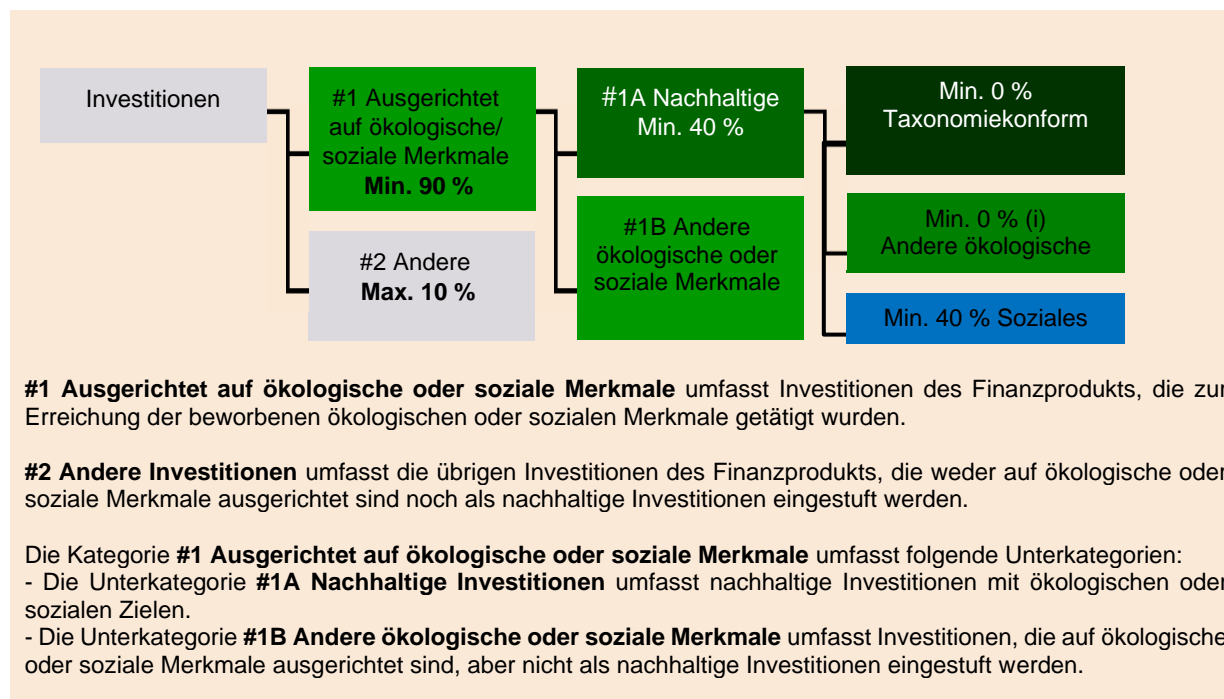 Investitionen
#1 Ausgerichtet
auf ökologische/
soziale Merkmale
Min. 90 %
#2 Andere
Max. 10 %
#1A Nachhaltige
Min. 40 %
#1B Andere
ökologische oder
soziale Merkmale
Min. 0 %
Taxonomiekonform
Min. 0 % (i)
Andere ökologische
Min. 40 % Soziales
#1 Ausgerichtet auf ökologische oder soziale Merkmale umfasst Investitionen des Finanzprodukts, die zur
Erreichung der beworbenen ökologischen oder sozialen Merkmale getätigt wurden.
#2 Andere Investitionen umfasst die übrigen Investitionen des Finanzprodukts, die weder auf ökologische oder
soziale Merkmale ausgerichtet sind noch als nachhaltige Investitionen eingestuft werden.
Die Kategorie #1 Ausgerichtet auf ökologische oder soziale Merkmale umfasst folgende Unterkategorien:
- Die Unterkategorie #1A Nachhaltige Investitionen umfasst nachhaltige Investitionen mit ökologischen oder
sozialen Zielen.
- Die Unterkategorie #1B Andere ökologische oder soziale Merkmale umfasst Investitionen, die auf ökologische
oder soziale Merkmale ausgerichtet sind, aber nicht als nachhaltige Investitionen eingestuft werden.